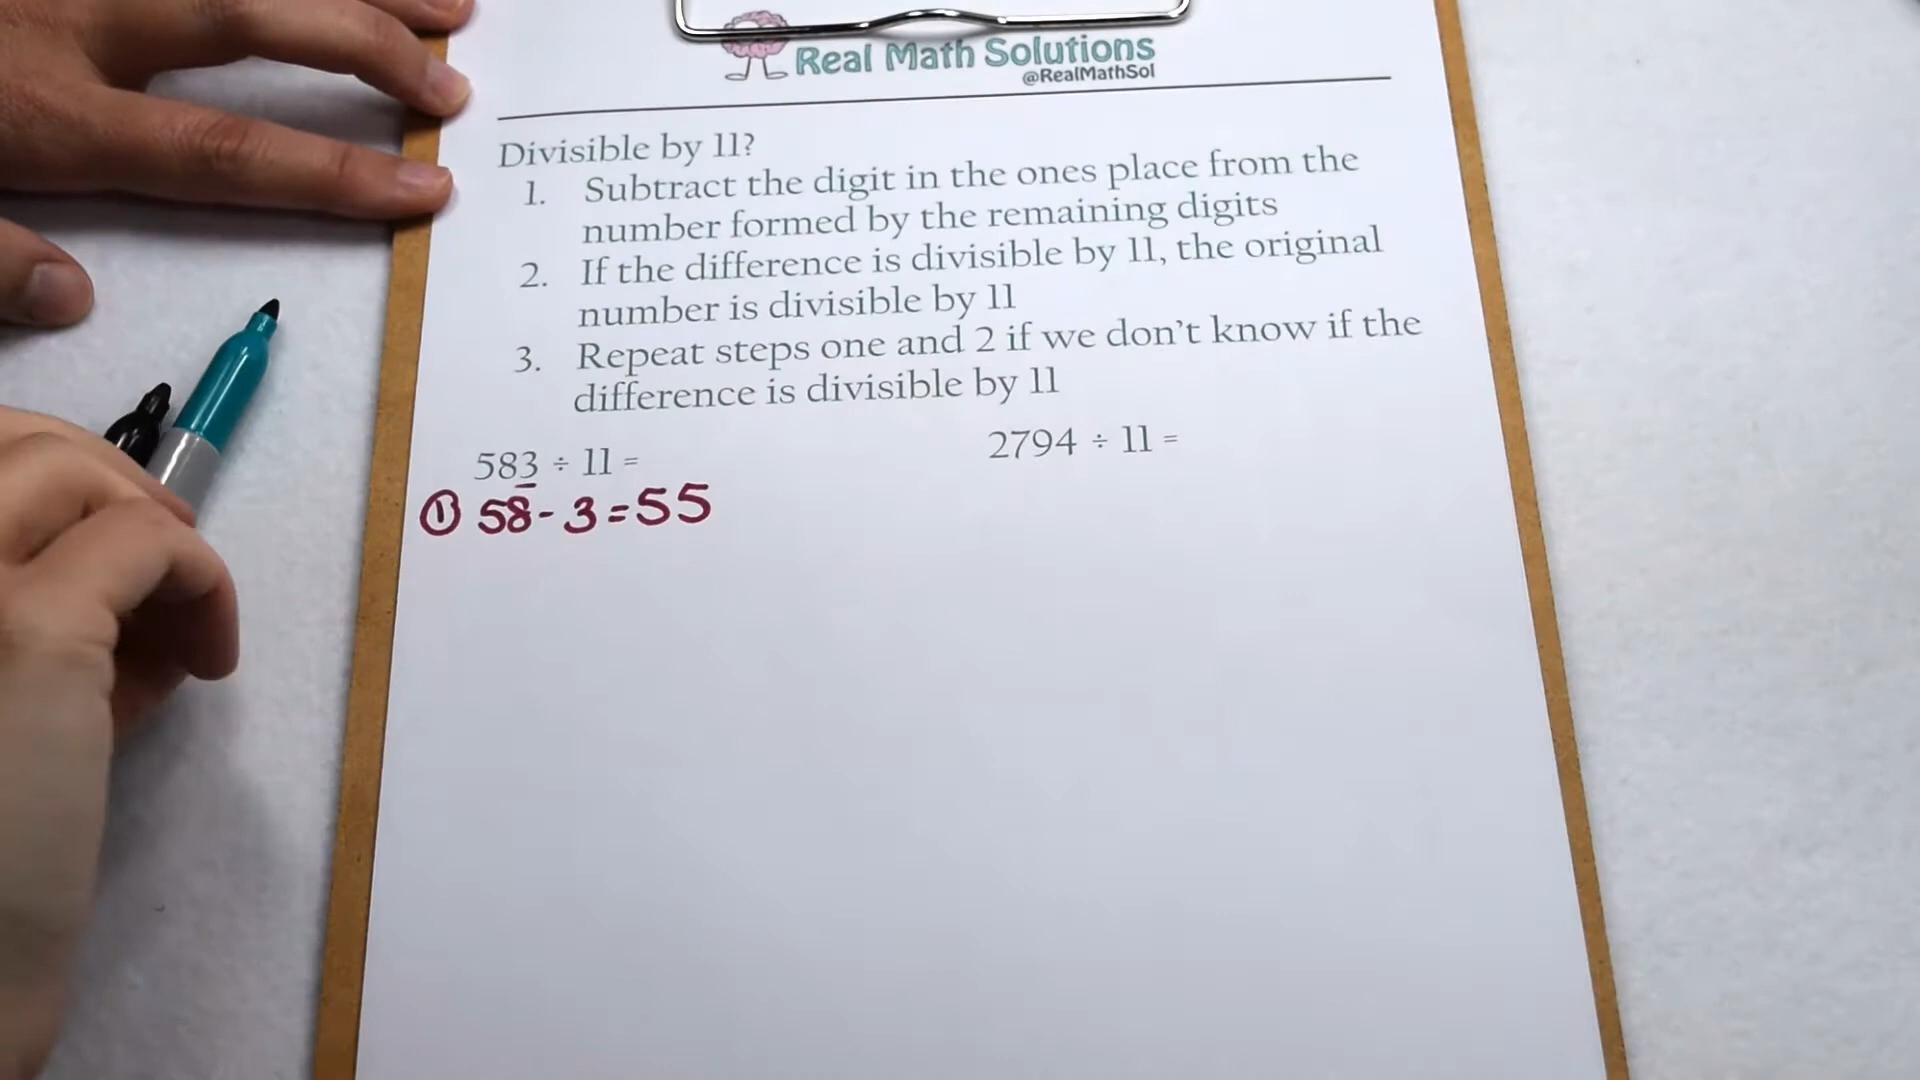 Real Math Solutions
@RealMathSol
Divisible by 11?
1. Subtract the digit in the ones place from the
number formed by the remaining digits
2. If the difference is divisible by 11, the original
number is divisible by 11
3. Repeat steps one and 2 if we don't know if the
difference is divisible by 11
583 ÷ 11 =
2794 ÷ 11 =
① 58 - 3 = 55